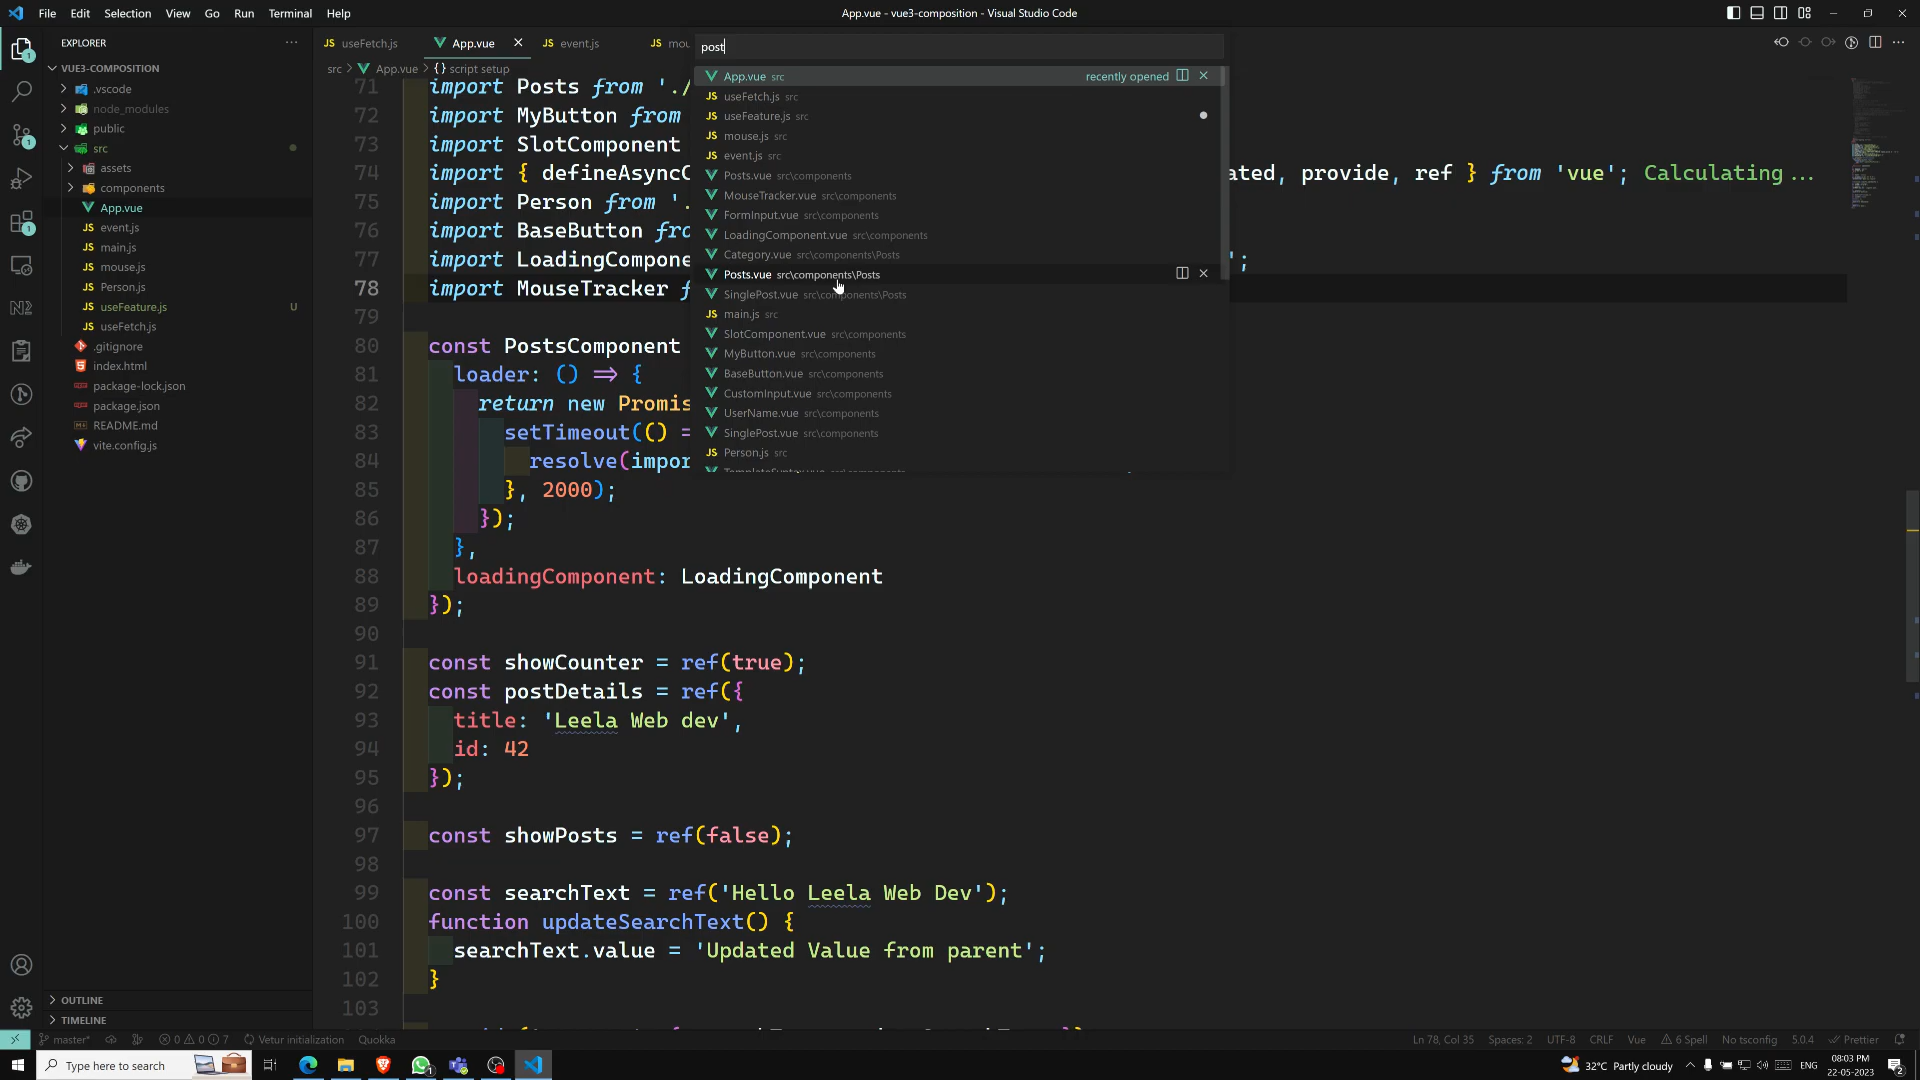 File Edit Selection View Go Run Terminal Help
App.vue - vue3-composition - Visual Studio Code
EXPLORER
VUE3-COMPOSITION
.vscode
node_modules
public
src
assets
components
App.vue
event.js
main.js
mouse.js
Person.js
useFeature.js U
useFetch.js
.gitignore
index.html
package-lock.json
package.json
README.md
vite.config.js
OUTLINE
TIMELINE
useFetch.js App.vue event.js
src > App.vue > {} script setup
post
App.vue src recently opened
useFetch.js src
useFeature.js src
mouse.js src
event.js src
Posts.vue src\components
MouseTracker.vue src\components
FormInput.vue src\components
LoadingComponent.vue src\components
Category.vue src\components\Posts
Posts.vue src\components\Posts
SinglePost.vue src\components\Posts
main.js src
SlotComponent.vue src\components
MyButton.vue src\components
BaseButton.vue src\components
CustomInput.vue src\components
UserName.vue src\components
SinglePost.vue src\components
Person.js src
71 import Posts from './
72 import MyButton from
73 import SlotComponent
74 import { defineAsyncC ated, provide, ref } from 'vue'; Calculating...
75 import Person from '.
76 import BaseButton fro
77 import LoadingCompone ';
78 import MouseTracker f
79
80 const PostsComponent
81 loader: () => {
82 return new Promis
83 setTimeout(() =
84 resolve(impor
85 }, 2000);
86 });
87 },
88 loadingComponent: LoadingComponent
89 });
90
91 const showCounter = ref(true);
92 const postDetails = ref({
93 title: 'Leela Web dev',
94 id: 42
95 });
96
97 const showPosts = ref(false);
98
99 const searchText = ref('Hello Leela Web Dev');
100 function updateSearchText() {
101 searchText.value = 'Updated Value from parent';
102 }
103
master* 0 0 7 Vetur initialization Quokka
Ln 78, Col 35 Spaces: 2 UTF-8 CRLF Vue 6 Spell No tsconfig 5.0.4 Prettier
Type here to search
32°C Partly cloudy ENG
08:03 PM
22-05-2023